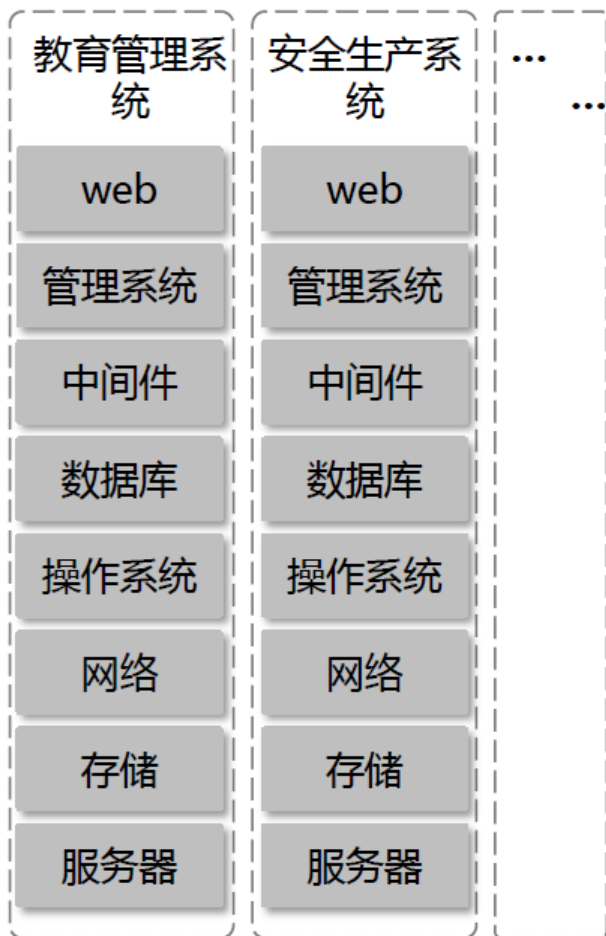 教育管理系
统
web
管理系统
中间件
数据库
操作系统
网络
存储
服务器
安全生产系
统
web
管理系统
中间件
数据库
操作系统
网络
存储
服务器
...
...